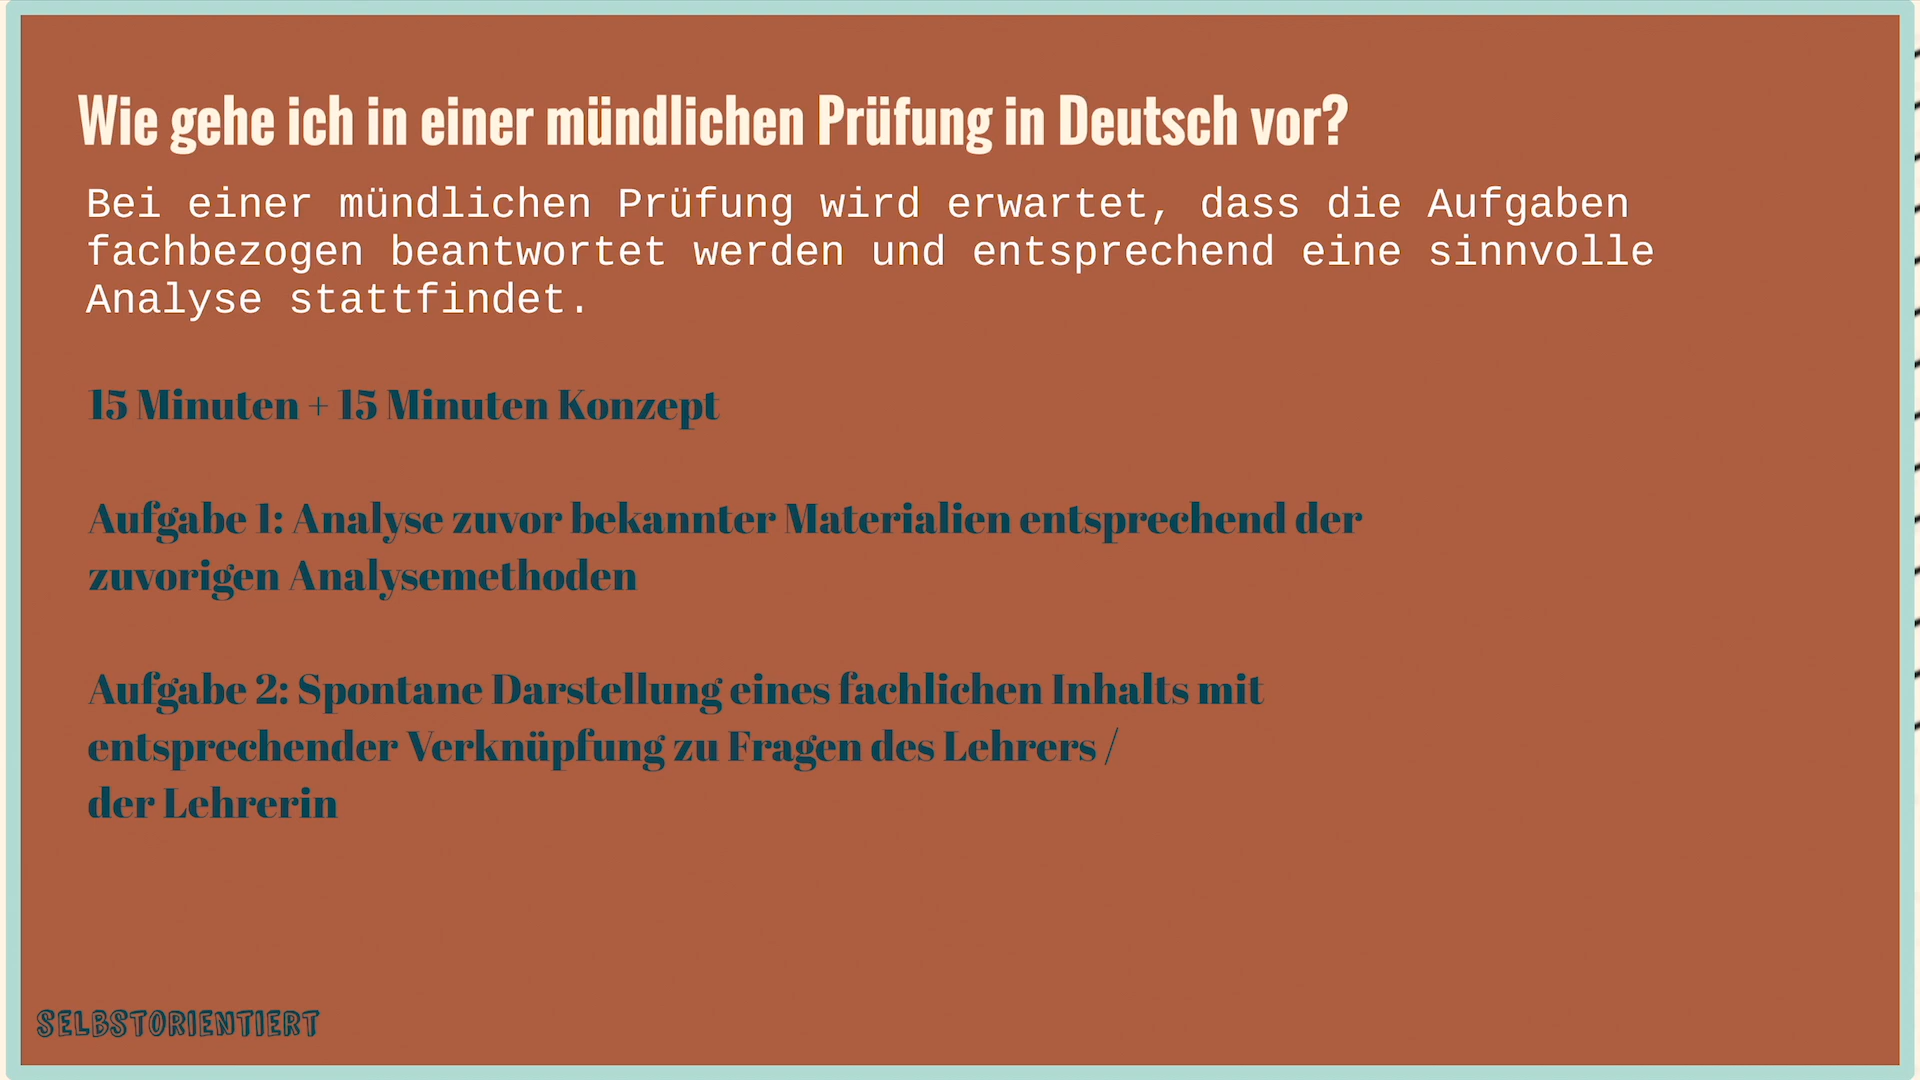 Wie gehe ich in einer mündlichen Prüfung in Deutsch vor?
Bei einer mündlichen Prüfung wird erwartet, dass die Aufgaben
fachbezogen beantwortet werden und entsprechend eine sinnvolle
Analyse stattfindet.
15 Minuten + 15 Minuten Konzept
Aufgabe 1: Analyse zuvor bekannter Materialien entsprechend der
zuvorigen Analysemethoden
Aufgabe 2: Spontane Darstellung eines fachlichen Inhalts mit
entsprechender Verknüpfung zu Fragen des Lehrers /
der Lehrerin
SELBSTORIENTIERT